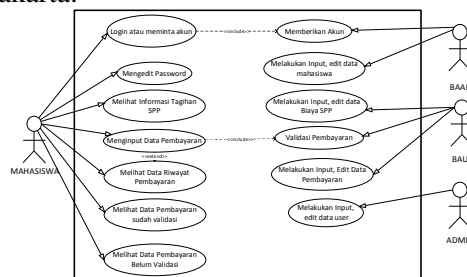 Login atau meminta akun
<<include>>
Memberikan Akun
BAAK
Mengedit Password
Melakukan Input, edit data
mahasiswa
Melihat Informasi Tagihan
SPP
Melakukan Input, edit data
Biaya SPP
MAHASISWA
Menginput Data Pembayaran
<<include>>
Validasi Pembayaran
BAU
<<extend>>
Melihat Data Riwayat
Pembayaran
Melakukan Input, Edit Data
Pembayaran
Melihat Data Pembayaran
sudah validasi
Melakukan Input,
edit data user
ADMI
Melihat Data Pembayaran
Belum Validasi